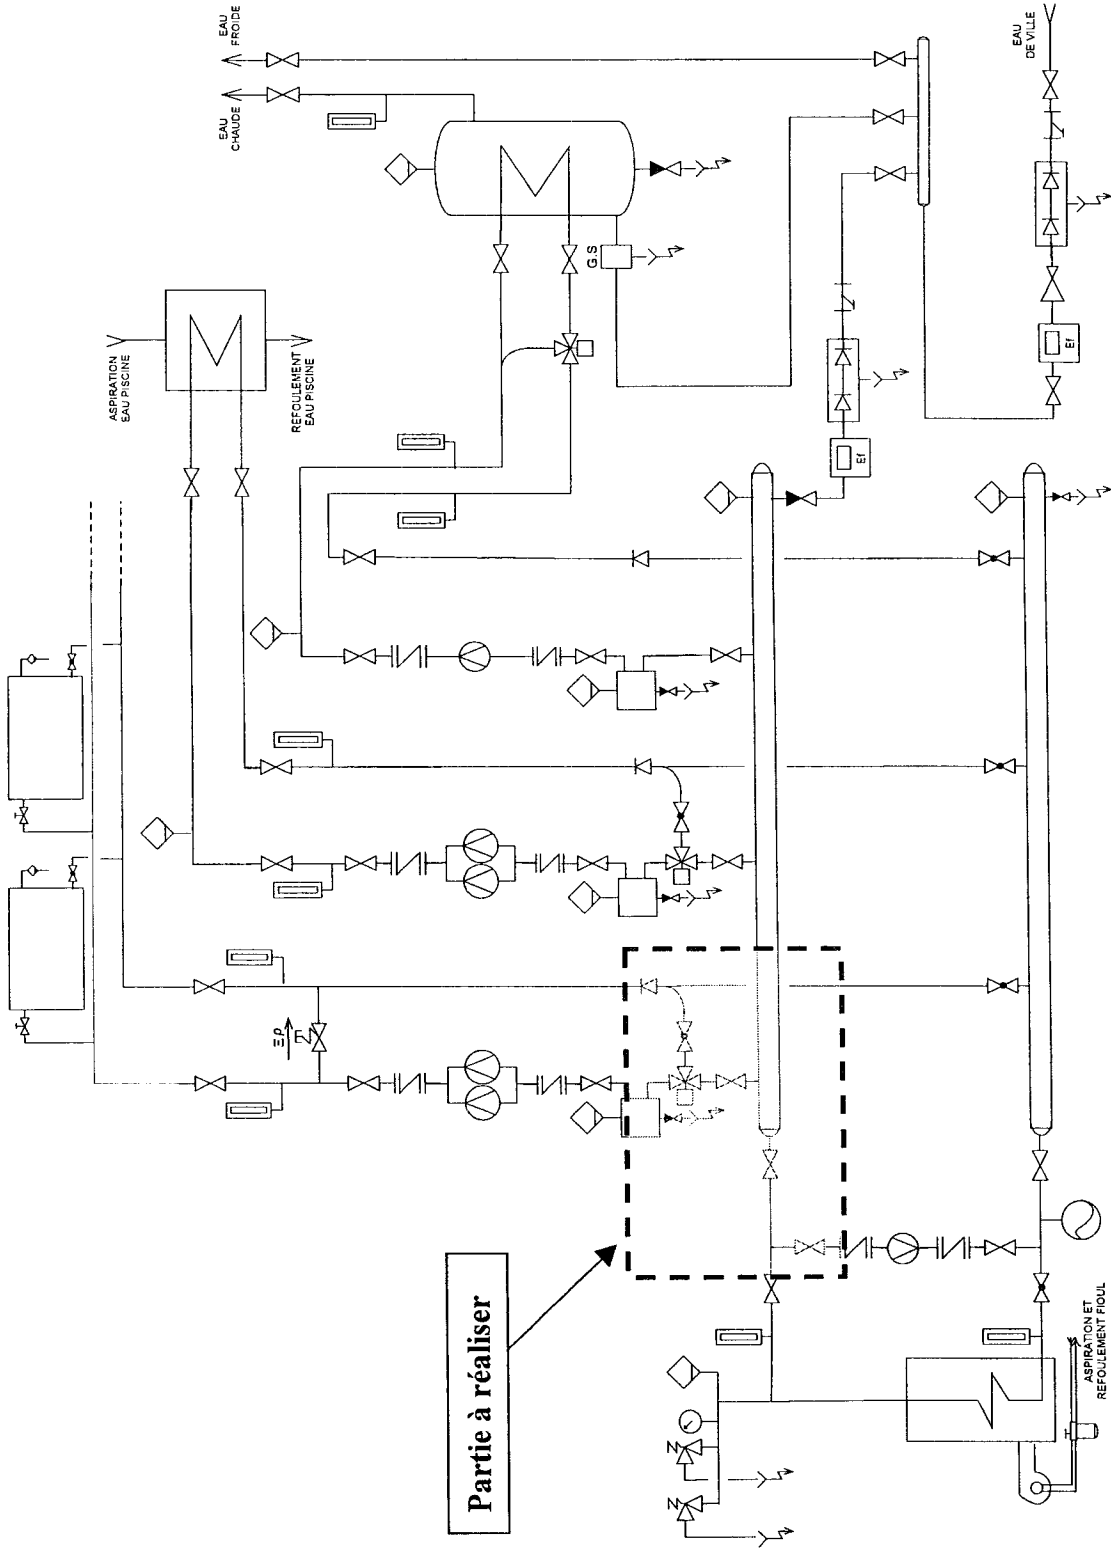 EAU
FROIDE
EAU
CHAUDE
EAU
DE VILLE
ASPIRATION
EAU PISCINE
REFOULEMENT
EAU PISCINE
G.S
Ef
Ef
Partie à réaliser
ASPIRATION ET
REFOULEMENT FIOUL